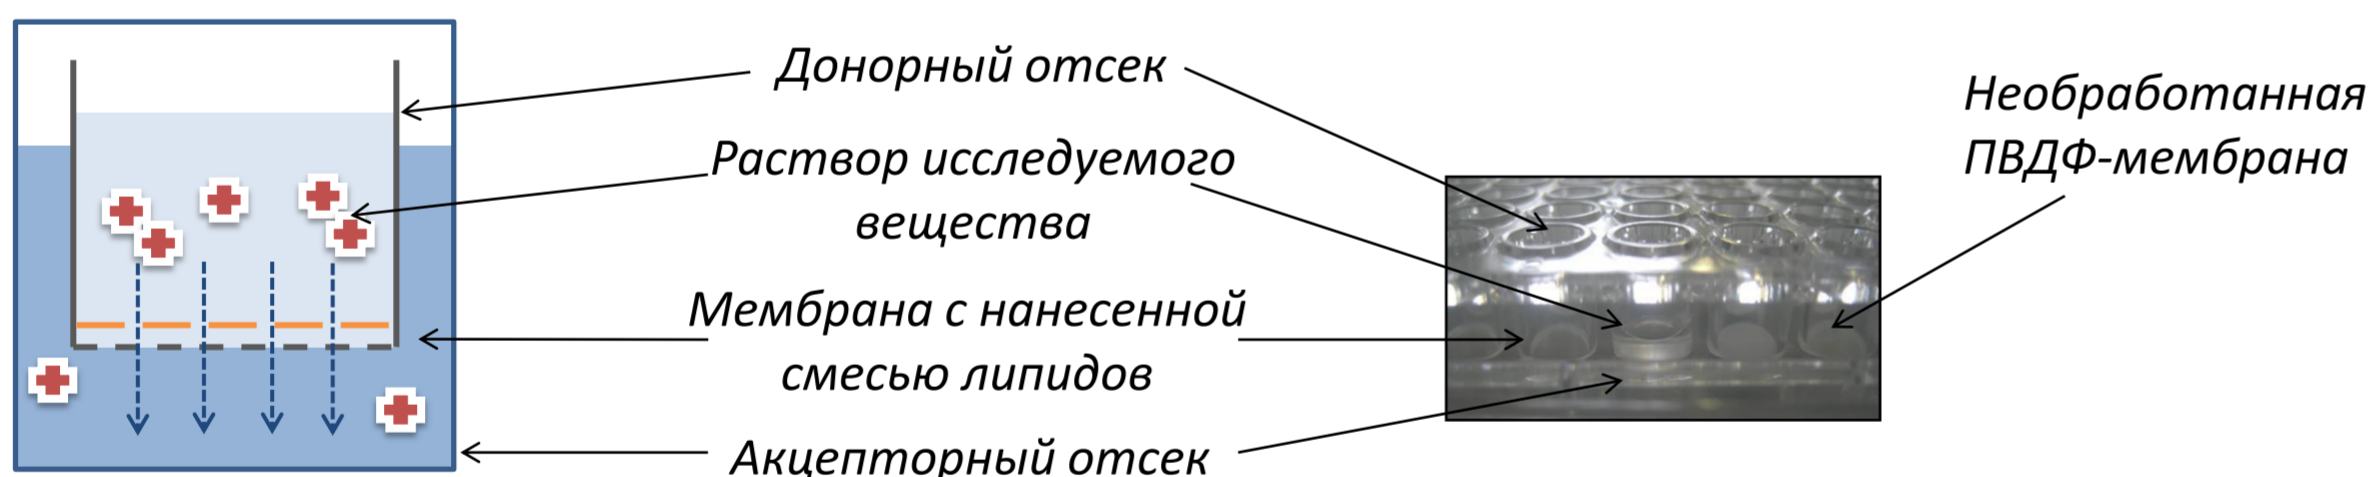 Донорный отсек
Раствор исследуемого
вещества
Мембрана с нанесенной
смесью липидов
Акцепторный отсек
Необработанная
ПВДФ-мембрана